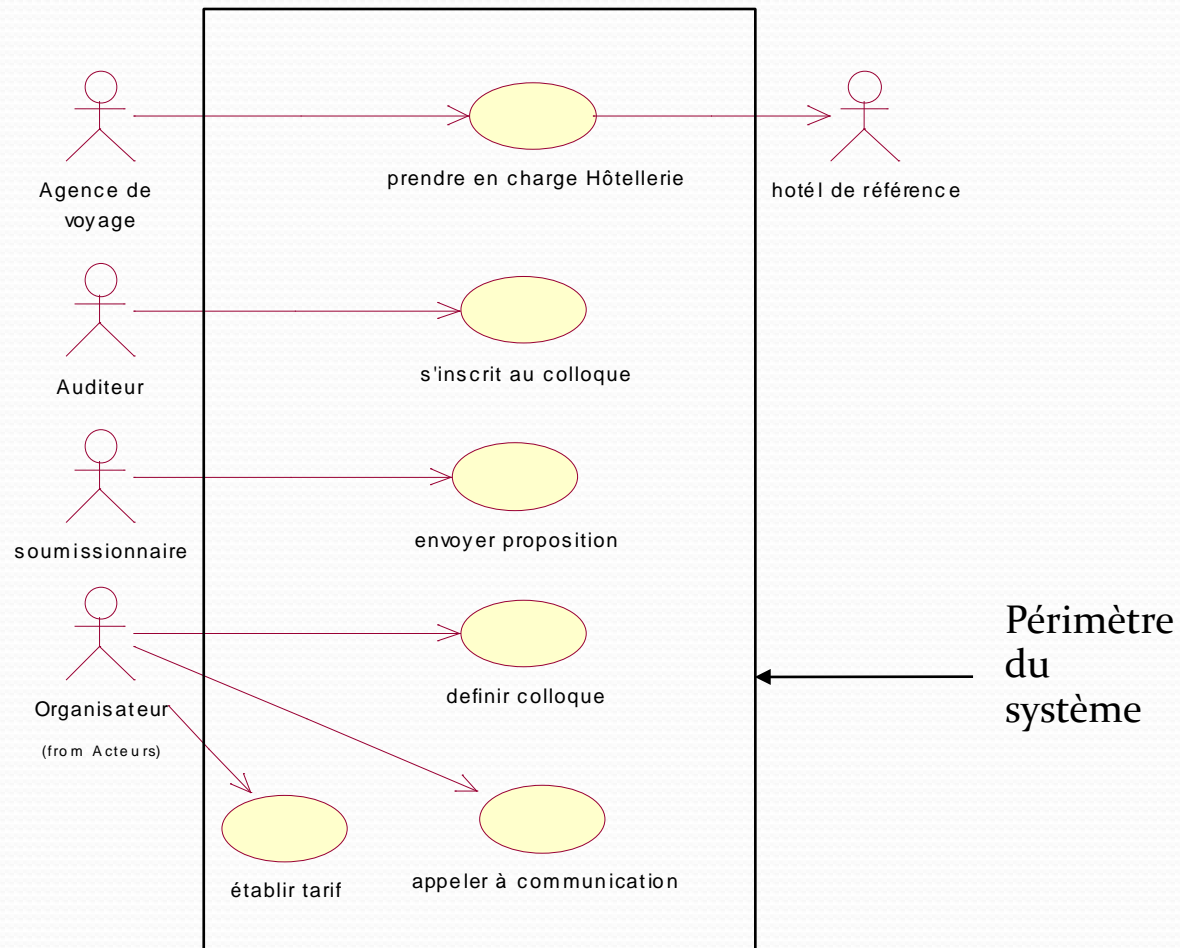 Agence de
voyage
prendre en charge Hôtellerie
hotél de référence
Auditeur
s'inscrit au colloque
soumissionnaire
envoyer proposition
Organisateur
(from Acteurs)
definir colloque
Périmètre
du
système
établir tarif
appeler à communication